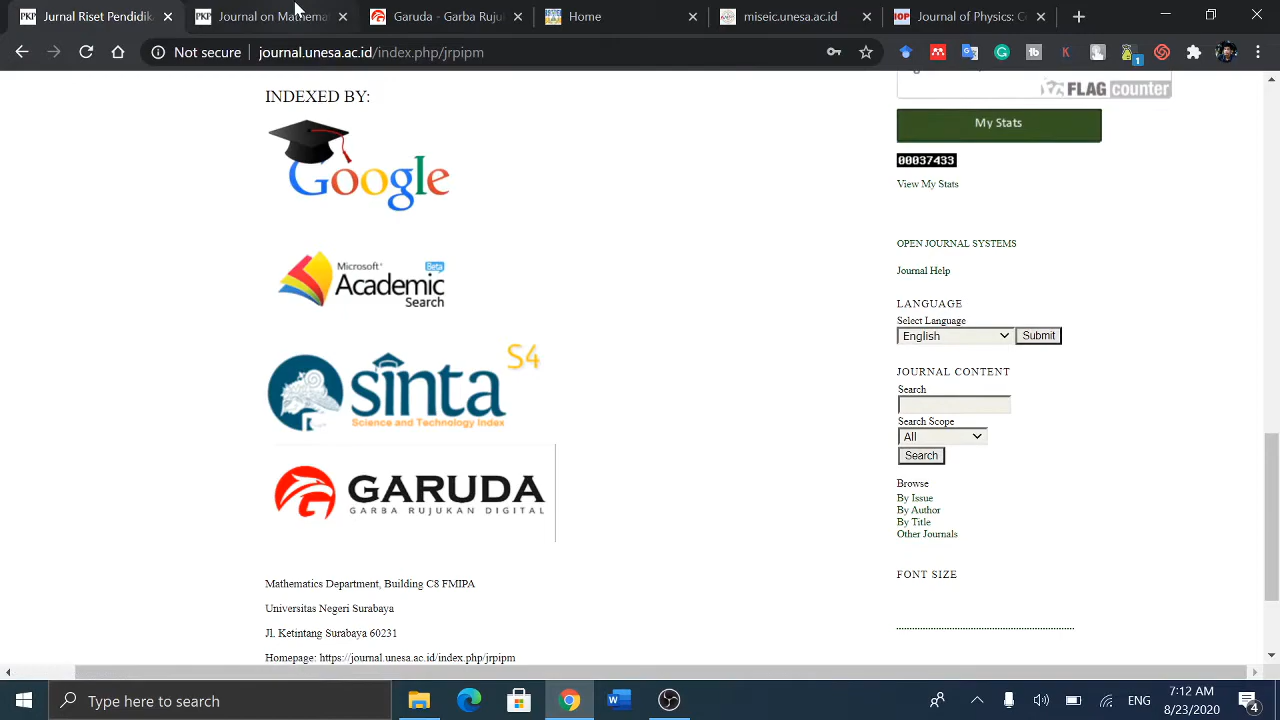 Jurnal Riset Pendidik
Journal on Mathemat
Garuda - Garba Rujuk
Home
miseic.unesa.ac.id
Journal of Physics: Co
Not secure
journal.unesa.ac.id/index.php/jrpipm
INDEXED BY:
Google
Microsoft
Beta
Academic
Search
sinta
S4
Science and Technology Index
GARUDA
GARBA RUJUKAN DIGITAL
Mathematics Department, Building C8 FMIPA
Universitas Negeri Surabaya
Jl. Ketintang Surabaya 60231
Homepage: https://journal.unesa.ac.id/index.php/jrpipm
FLAG counter
My Stats
00037433
View My Stats
OPEN JOURNAL SYSTEMS
Journal Help
LANGUAGE
Select Language
English
Submit
JOURNAL CONTENT
Search
Search Scope
All
Search
Browse
By Issue
By Author
By Title
Other Journals
FONT SIZE
Type here to search
ENG
7:12 AM
8/23/2020
4